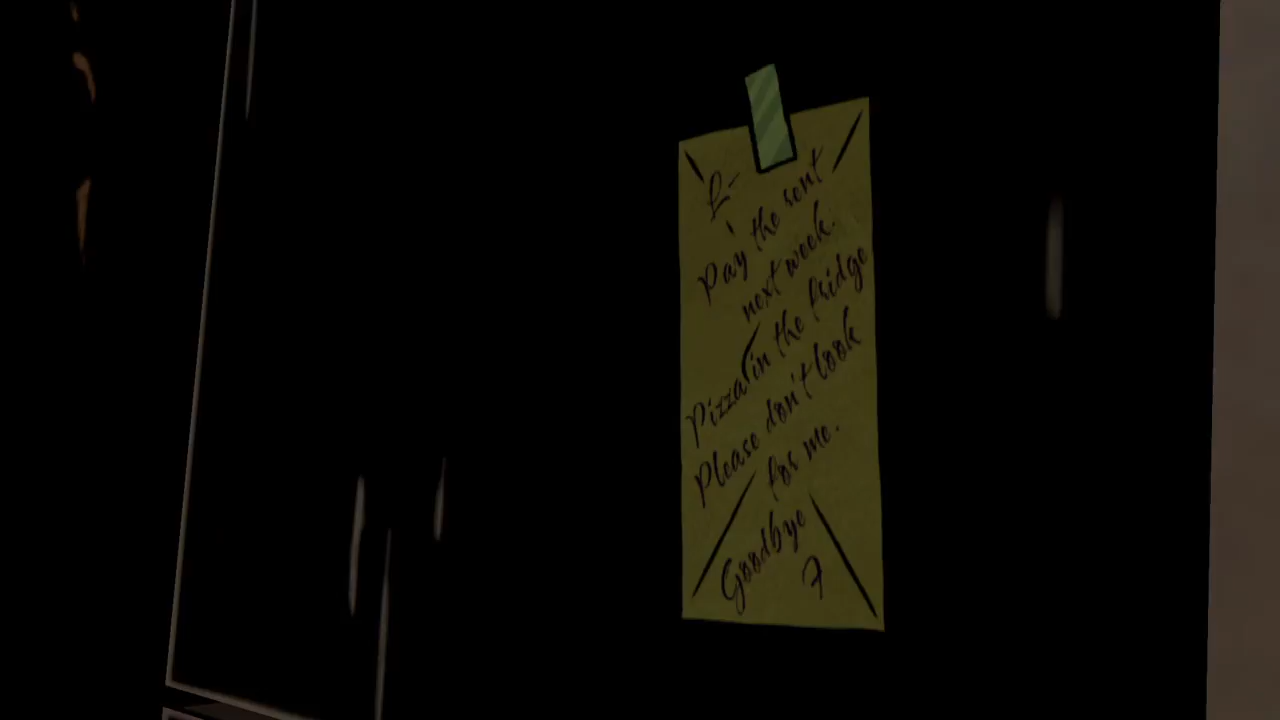 E-
Pay the rent
next week.
Pizza in the fridge
Please don't look
for me.
Goodbye
F